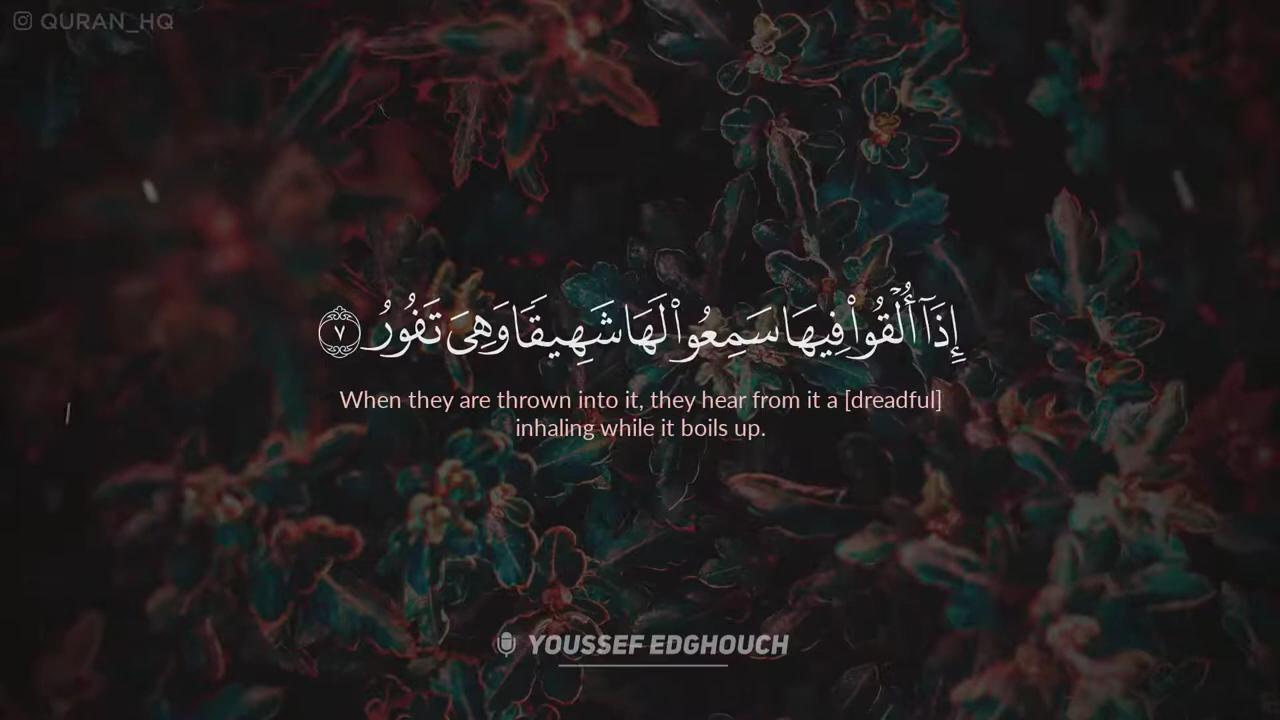 QURAN_HQ
إِذَآ أُلْقُوا۟ فِيهَا سَمِعُوا۟ لَهَا شَهِيقًا وَهِىَ تَفُورُ ٧
When they are thrown into it, they hear from it a [dreadful]
inhaling while it boils up.
YOUSSEF EDGHOUCH